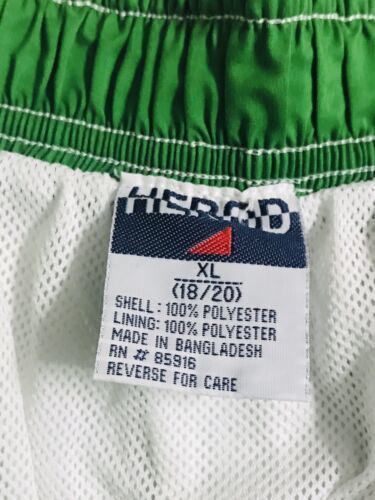 HEROD
XL
(18/20)
SHELL: 100% POLYESTER
LINING: 100% POLYESTER
MADE IN BANGLADESH
RN # 85916
REVERSE FOR CARE